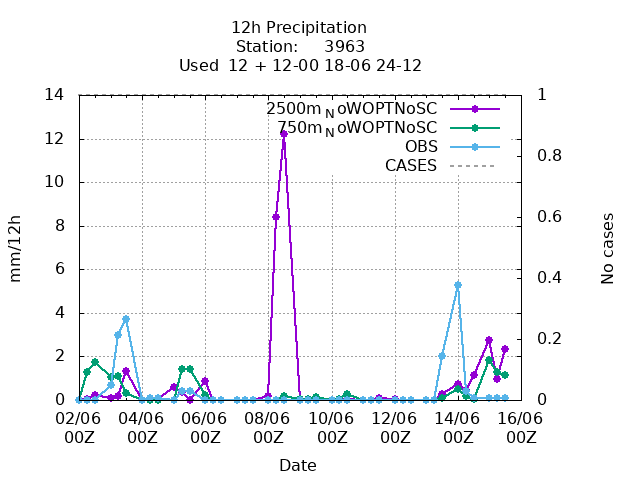 12h Precipitation
Station: 3963
Used 12 + 12-00 18-06 24-12
14
12
10
8
6
4
2
0
mm/12h
1
0.8
0.6
0.4
0.2
0
No cases
2500m NoWOPTNoSC
750m NoWOPTNoSC
OBS
CASES
02/06 04/06 06/06 08/06 10/06 12/06 14/06 16/06
00Z 00Z 00Z 00Z 00Z 00Z 00Z 00Z
Date